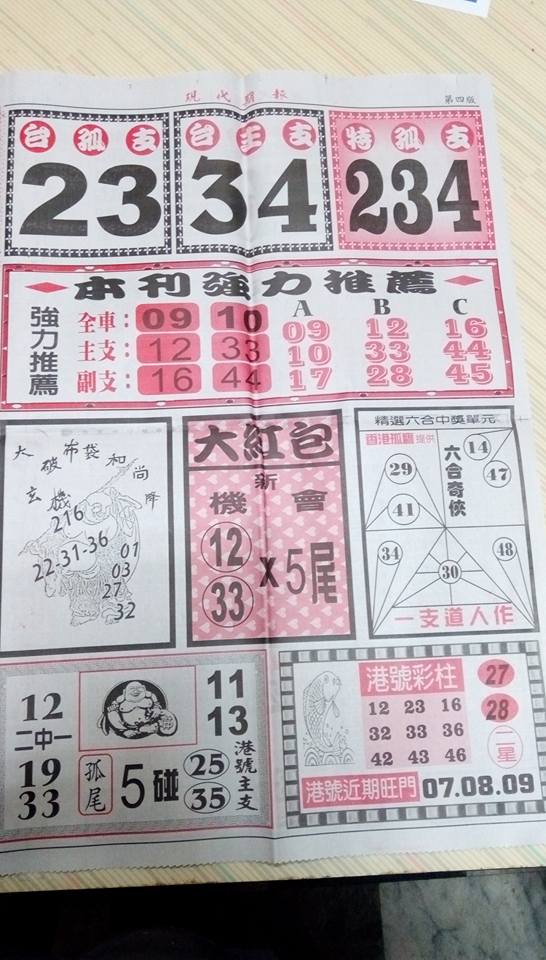 現代週報
第四版
台孤支
23
台主支
34
特孤支
234
本刊強力推薦
強力推薦
全車：09 10
主支：12 33
副支：16 44
A B C
09 12 16
10 33 44
17 28 45
大破布袋和尚
玄機
降
216
22-31-36
01
03
27
32
大紅包
新
機會
12
33
x5尾
精選六合中獎單元
香港孤鷹提供
六合奇俠
14
47
29
41
34
30
48
一支道人作
12
二中一
19
33
孤尾
5碰
11
13
港號主支
25
35
港號彩柱
12 23 16
32 33 36
42 43 46
27
28
二星
港號近期旺門
07.08.09